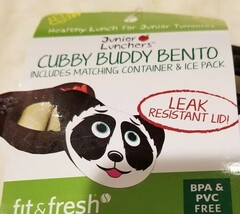 Healthy Lunch for Junior Tummies
Junior
Lunchers
CUBBY BUDDY BENTO
INCLUDES MATCHING CONTAINER & ICE PACK
LEAK
RESISTANT LID!
fit & fresh
BPA &
PVC
FREE